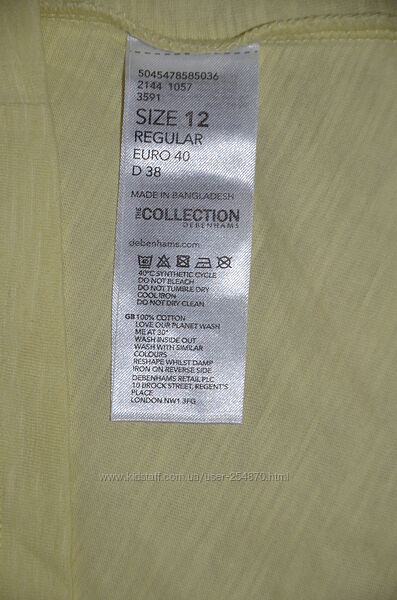 5045478585036
2144 1057
3591
SIZE 12
REGULAR
EURO 40
D 38
MADE IN BANGLADESH
THE COLLECTION
DEBENHAMS
debenhams.com
40°C SYNTHETIC CYCLE
DO NOT BLEACH
DO NOT TUMBLE DRY
COOL IRON
DO NOT DRY CLEAN
GB 100% COTTON
LOVE OUR PLANET WASH
ME AT 30°
WASH INSIDE OUT
WASH WITH SIMILAR
COLOURS
RESHAPE WHILST DAMP
IRON ON REVERSE SIDE
DEBENHAMS RETAIL PLC
10 BROCK STREET, REGENT'S
PLACE
LONDON NW1 3FG
www.kidstaff.com.ua/user-254870.html